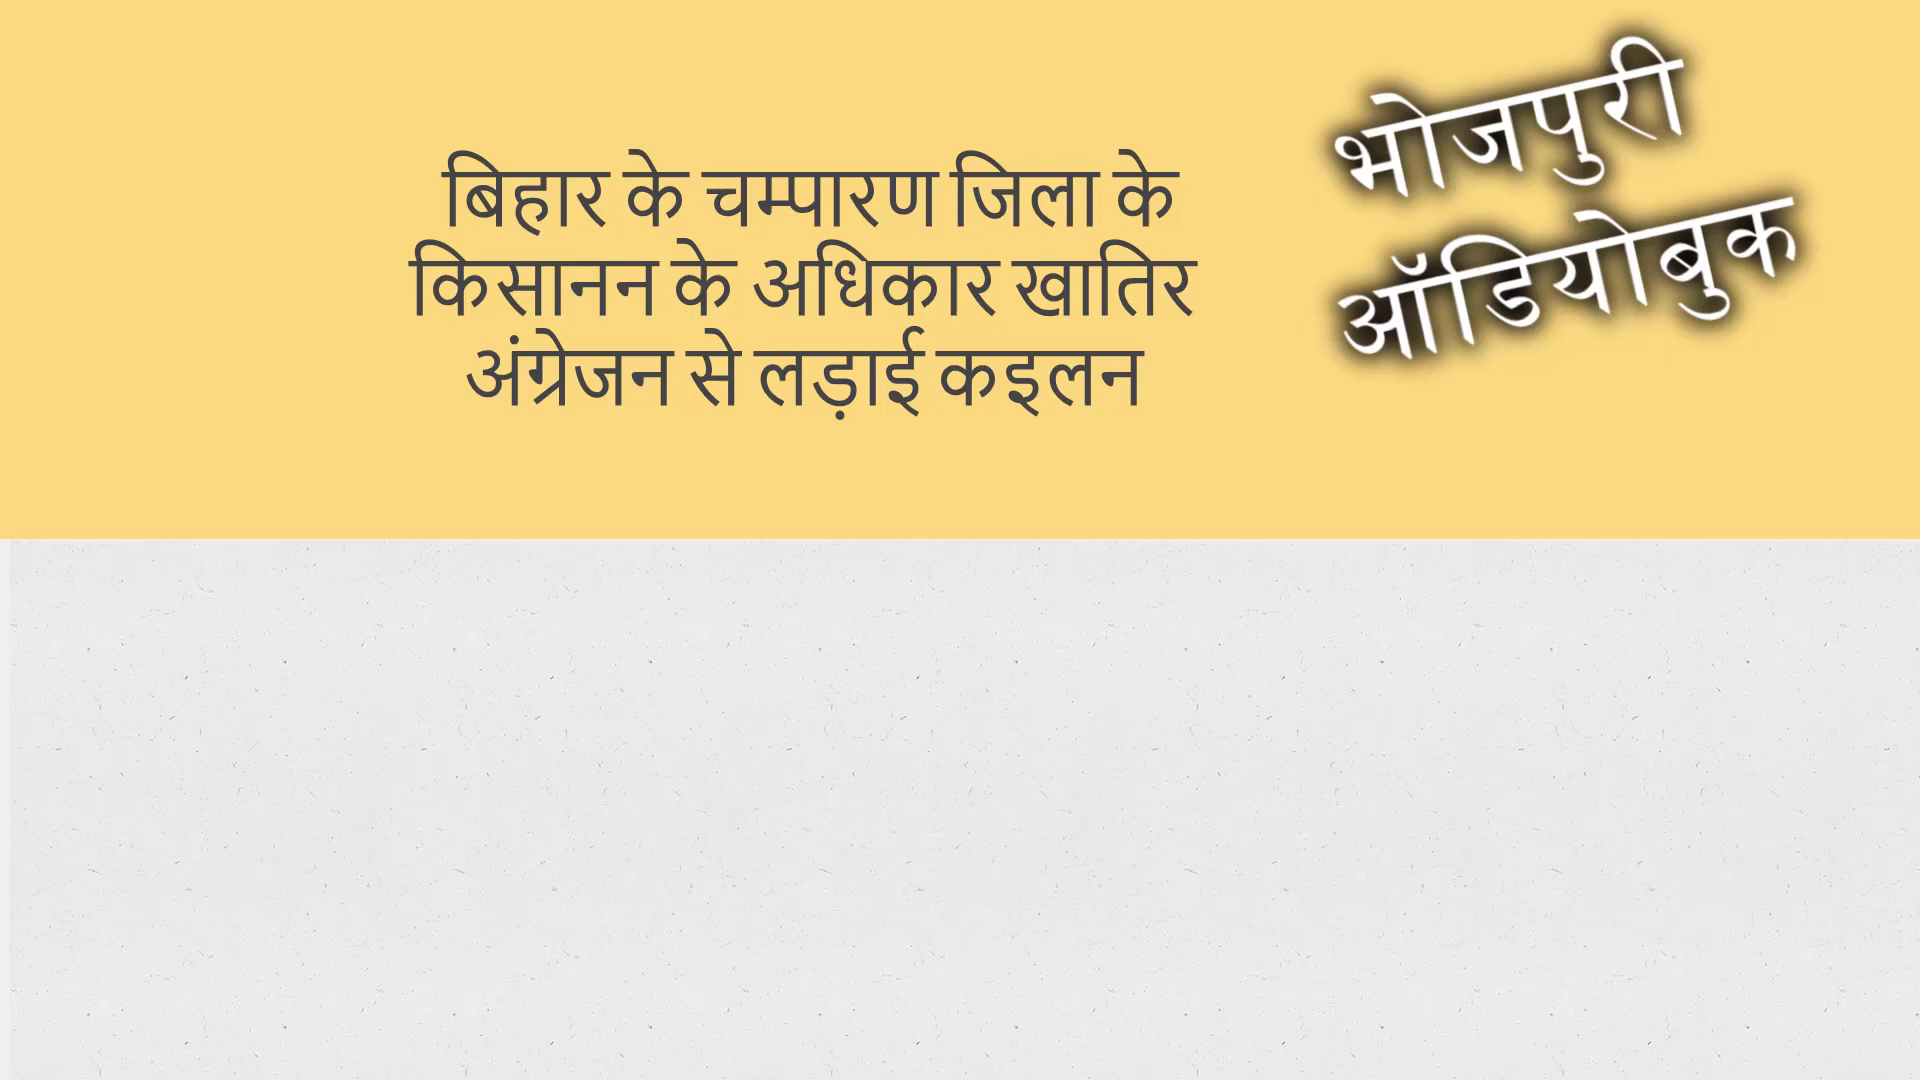 बिहार के चम्पारण जिला के
किसानन के अधिकार खातिर
अंग्रेजन से लड़ाई कइलन
भोजपुरी
ऑडियोबुक